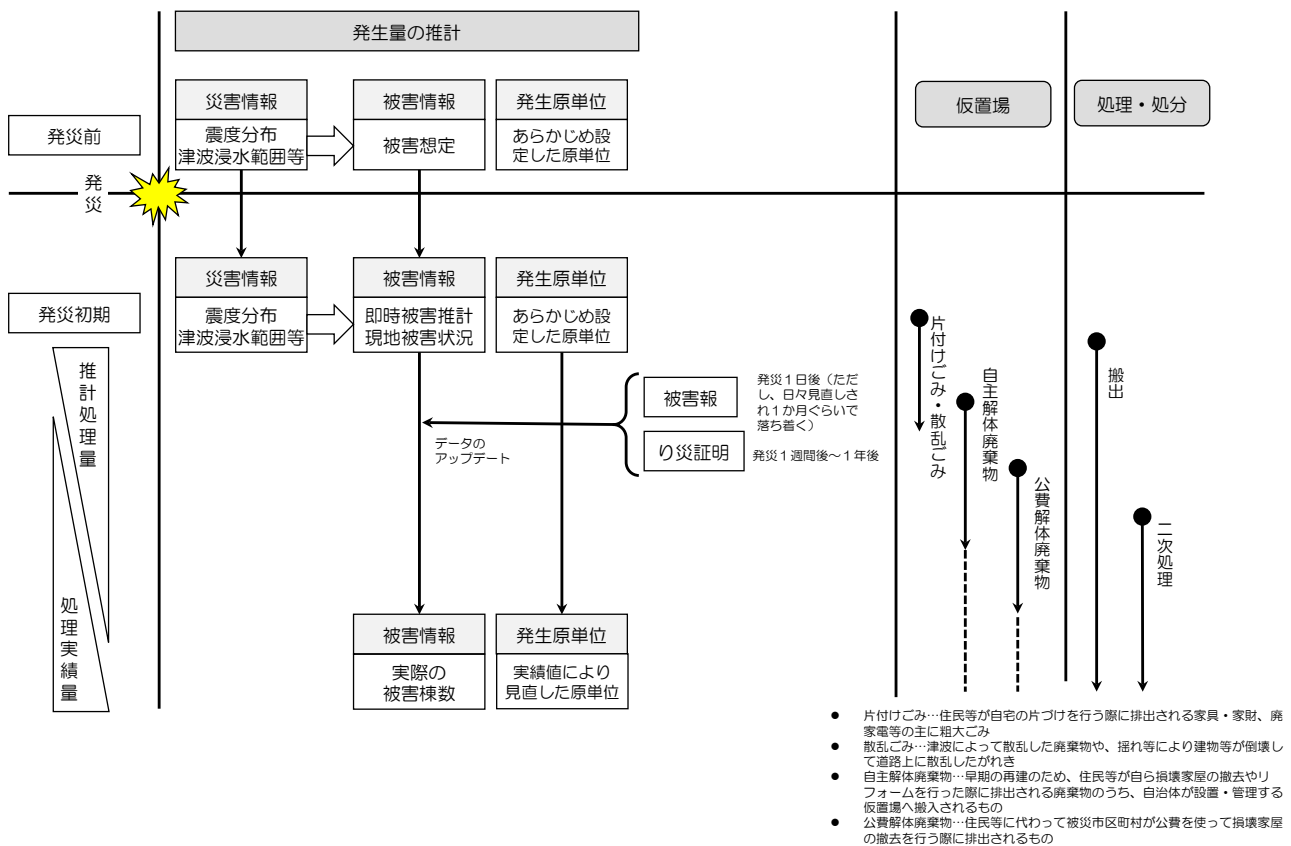 発生量の推計
災害情報
被害情報
発生原単位
仮置場
処理・処分
発災前
震度分布
津波浸水範囲等
被害想定
あらかじめ設
定した原単位
発災
災害情報
被害情報
発生原単位
発災初期
震度分布
津波浸水範囲等
即時被害推計
現地被害状況
あらかじめ設
定した原単位
推計処理量
処理実績量
データの
アップデート
被害報
発災1日後（ただ
し、日々見直しさ
れ1か月ぐらいで
落ち着く）
り災証明
発災1週間後～1年後
片付けごみ・散乱ごみ
自主解体廃棄物
公費解体廃棄物
搬出
二次処理
被害情報
発生原単位
実際の
被害棟数
実績値により
見直した原単位
● 片付けごみ…住民等が自宅の片づけを行う際に排出される家具・家財、廃
家電等の主に粗大ごみ
● 散乱ごみ…津波によって散乱した廃棄物や、揺れ等により建物等が倒壊し
て道路上に散乱したがれき
● 自主解体廃棄物…早期の再建のため、住民等が自ら損壊家屋の撤去やリ
フォームを行った際に排出される廃棄物のうち、自治体が設置・管理する
仮置場へ搬入されるもの
● 公費解体廃棄物…住民等に代わって被災市区町村が公費を使って損壊家屋
の撤去を行う際に排出されるもの